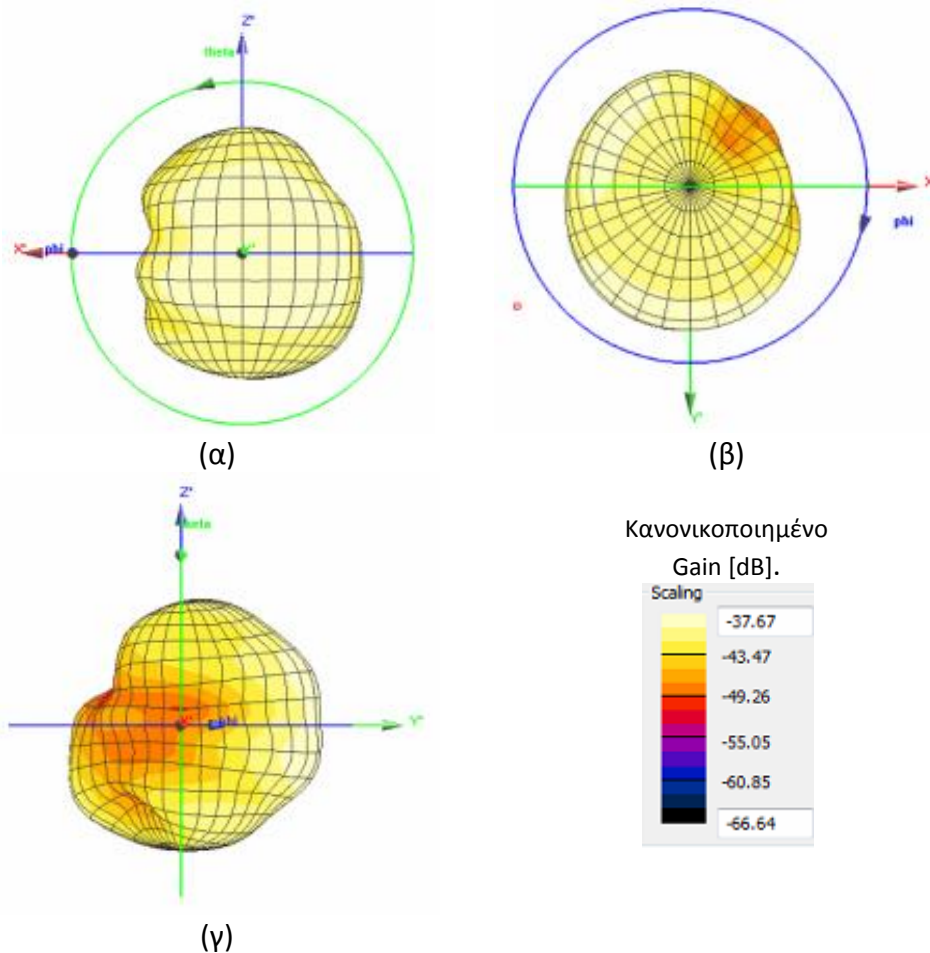 Z"
theta
X" phi
Y"
(α)
X
phi
Y"
(β)
Z"
theta
X" phi
Y"
(γ)
Κανονικοποιημένο
Gain [dB].
Scaling
-37.67
-43.47
-49.26
-55.05
-60.85
-66.64